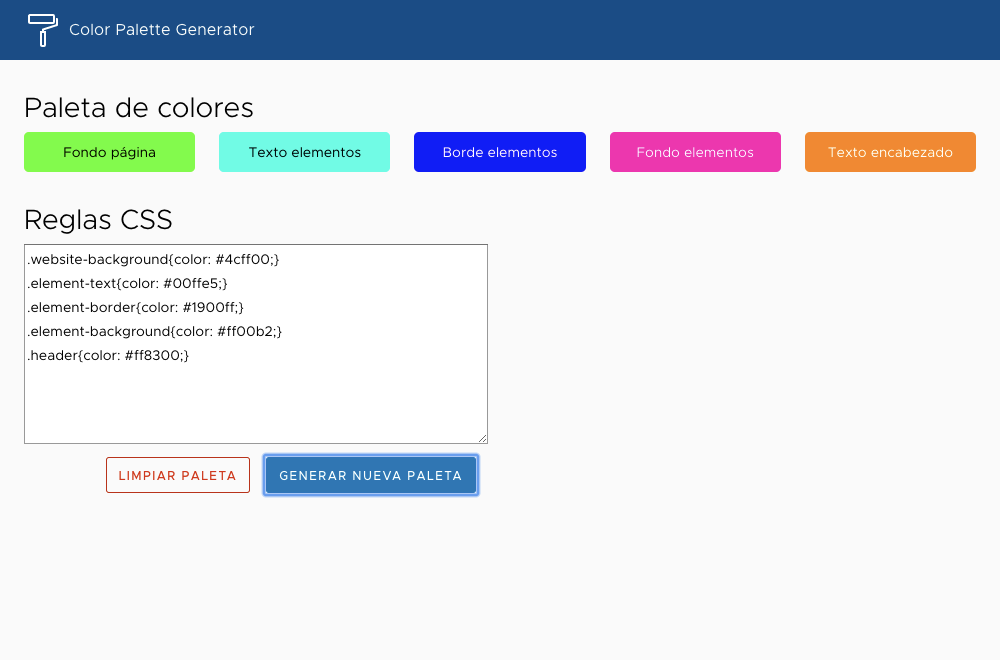 Color Palette Generator
Paleta de colores
Fondo página
Texto elementos
Borde elementos
Fondo elementos
Texto encabezado
Reglas CSS
.website-background{color: #4cff00;}
.element-text{color: #00ffe5;}
.element-border{color: #1900ff;}
.element-background{color: #ff00b2;}
.header{color: #ff8300;}
LIMPIAR PALETA
GENERAR NUEVA PALETA